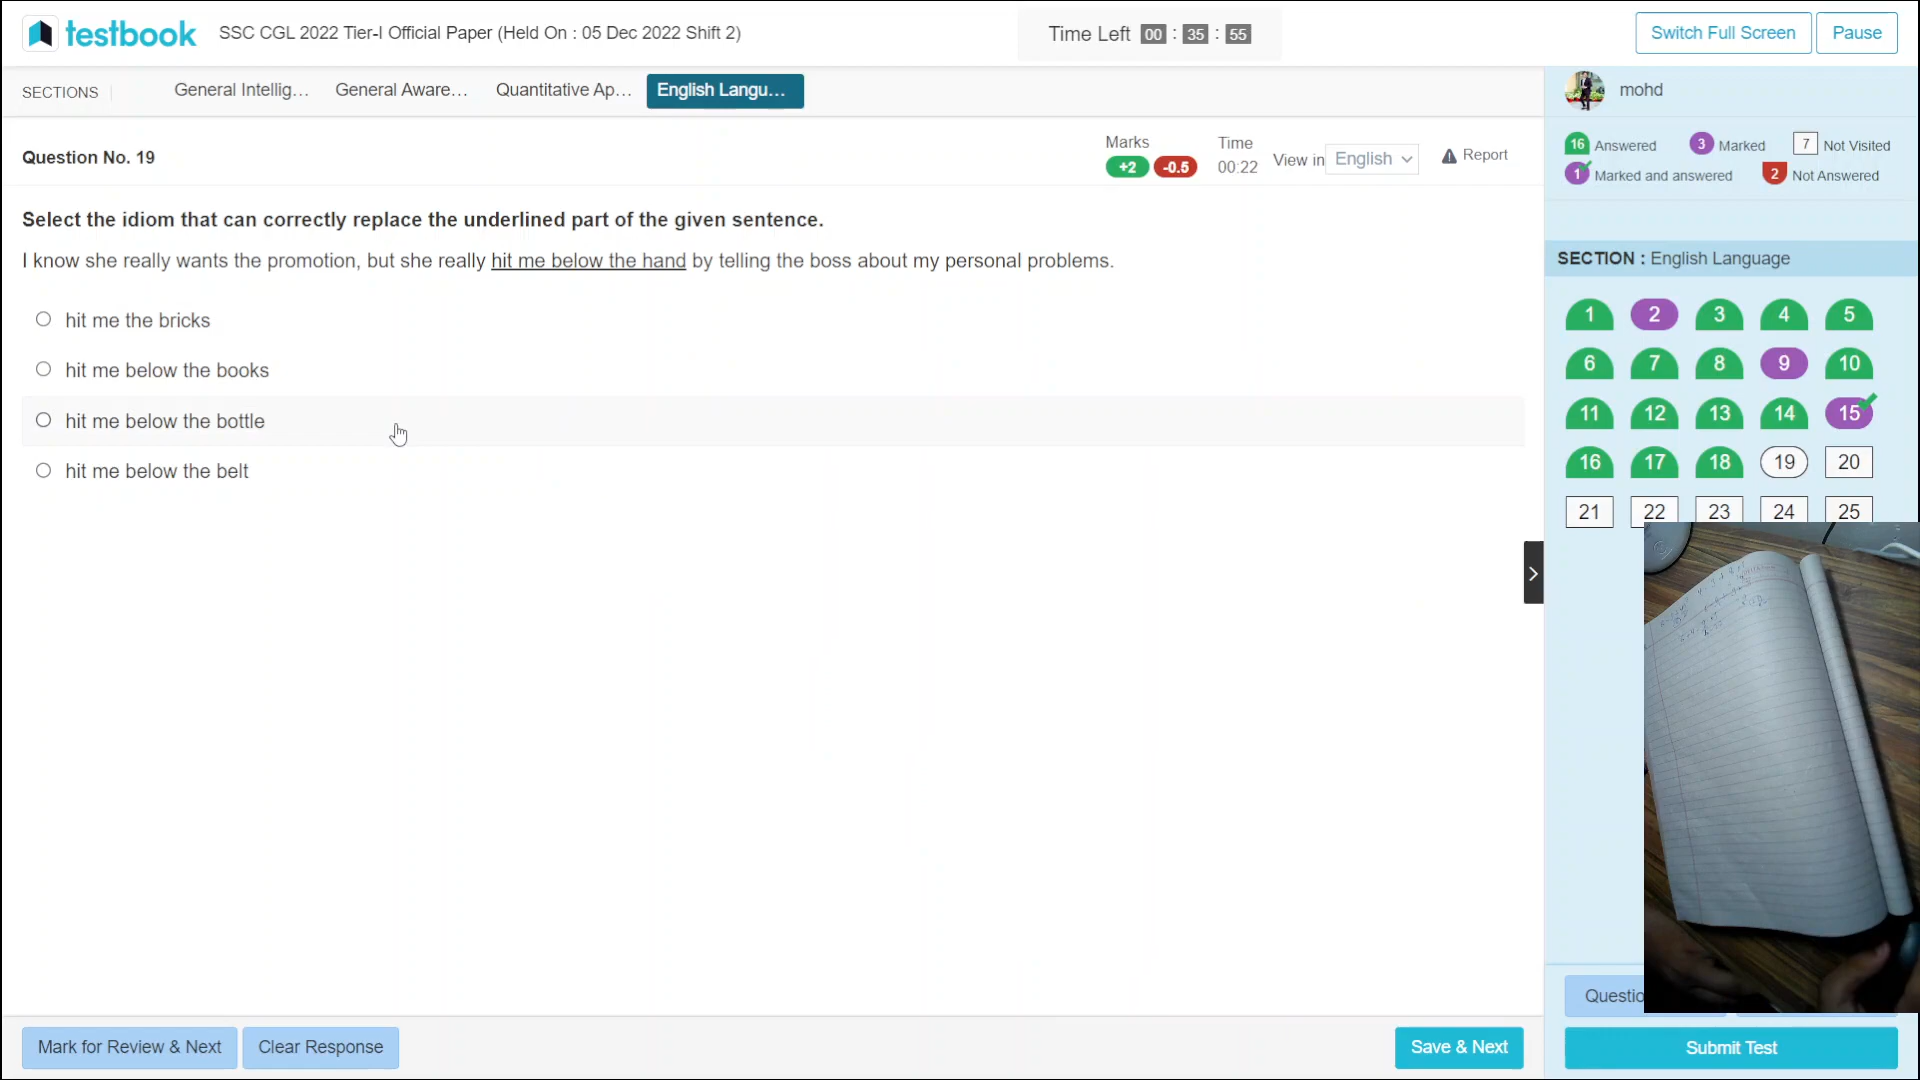 testbook
SSC CGL 2022 Tier-I Official Paper (Held On : 05 Dec 2022 Shift 2)
Time Left 00 : 35 : 55
Switch Full Screen
Pause
SECTIONS
General Intellig...
General Aware...
Quantitative Ap...
English Langu...
mohd
Question No. 19
Marks
+2 -0.5
Time
00:22
View in English
Report
16 Answered
3 Marked
7 Not Visited
1 Marked and answered
2 Not Answered
Select the idiom that can correctly replace the underlined part of the given sentence.
I know she really wants the promotion, but she really hit me below the hand by telling the boss about my personal problems.
hit me the bricks
hit me below the books
hit me below the bottle
hit me below the belt
SECTION : English Language
1 2 3 4 5
6 7 8 9 10
11 12 13 14 15
16 17 18 19 20
21 22 23 24 25
Questio
Mark for Review & Next
Clear Response
Save & Next
Submit Test